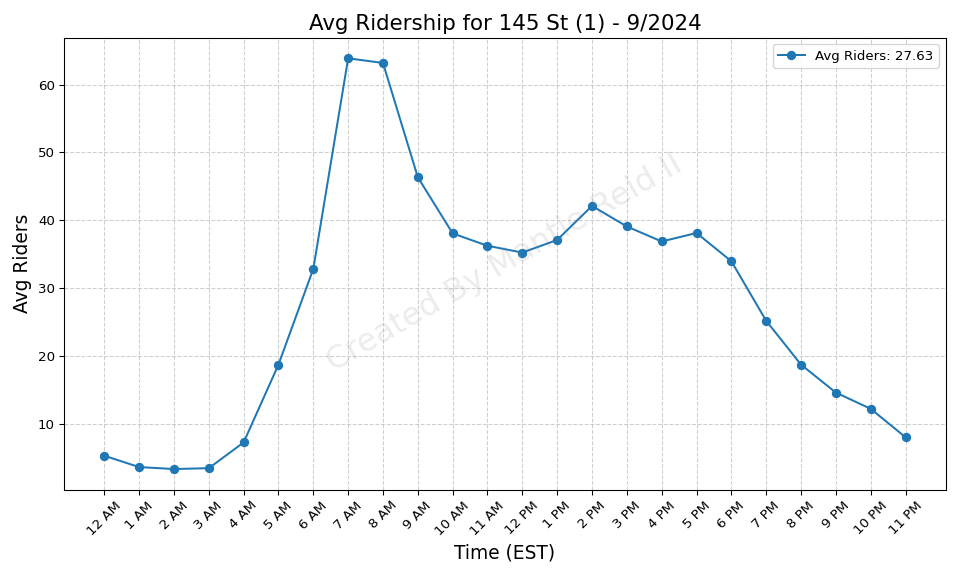 Avg Ridership for 145 St (1) - 9/2024
Avg Riders: 27.63
Avg Riders
60
50
40
30
20
10
Created By Mantie Reid II
12 AM
1 AM
2 AM
3 AM
4 AM
5 AM
6 AM
7 AM
8 AM
9 AM
10 AM
11 AM
12 PM
1 PM
2 PM
3 PM
4 PM
5 PM
6 PM
7 PM
8 PM
9 PM
10 PM
11 PM
Time (EST)